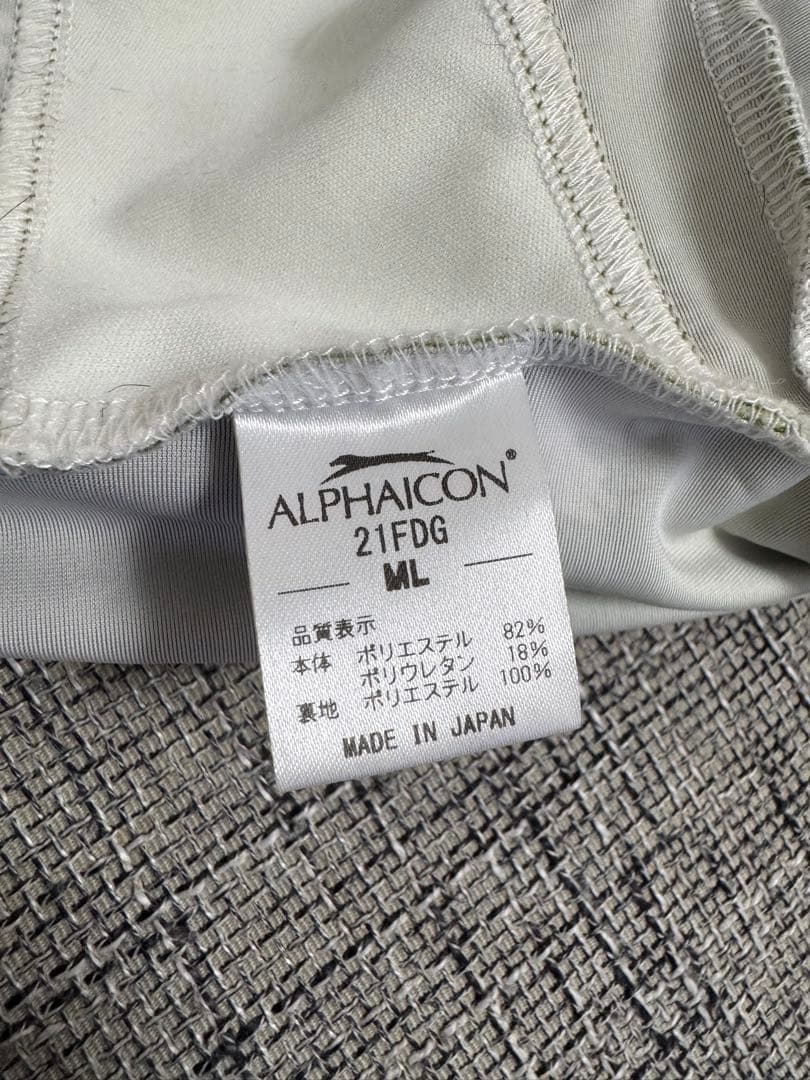 ALPHAICON®
21FDG
ML
品質表示
本体 ポリエステル 82%
ポリウレタン 18%
裏地 ポリエステル 100%
MADE IN JAPAN